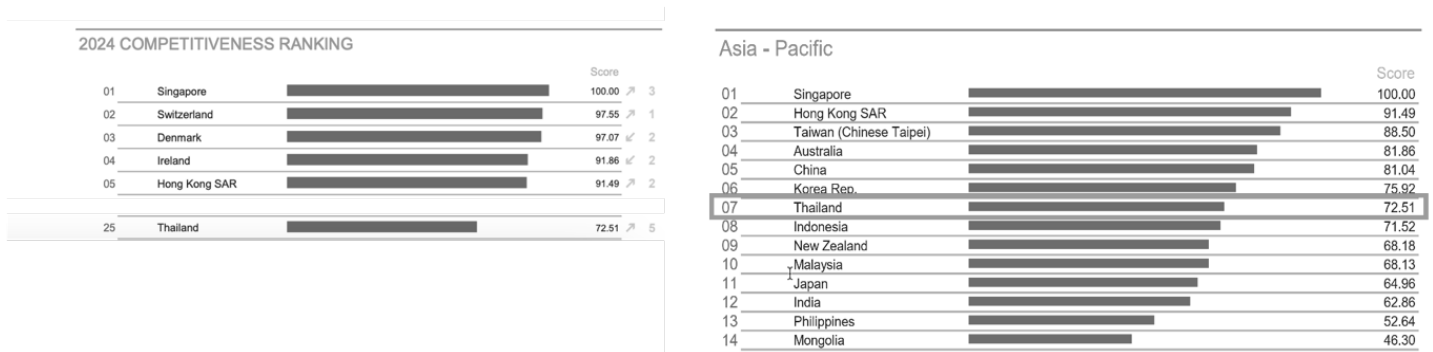 2024 COMPETITIVENESS RANKING
Score
01 Singapore 100.00 ↗ 3
02 Switzerland 97.55 ↗ 1
03 Denmark 97.07 ↙ 2
04 Ireland 91.86 ↙ 2
05 Hong Kong SAR 91.49 ↗ 2
25 Thailand 72.51 ↗ 5
Asia - Pacific
Score
01 Singapore 100.00
02 Hong Kong SAR 91.49
03 Taiwan (Chinese Taipei) 88.50
04 Australia 81.86
05 China 81.04
06 Korea Rep. 75.92
07 Thailand 72.51
08 Indonesia 71.52
09 New Zealand 68.18
10 Malaysia 68.13
11 Japan 64.96
12 India 62.86
13 Philippines 52.64
14 Mongolia 46.30